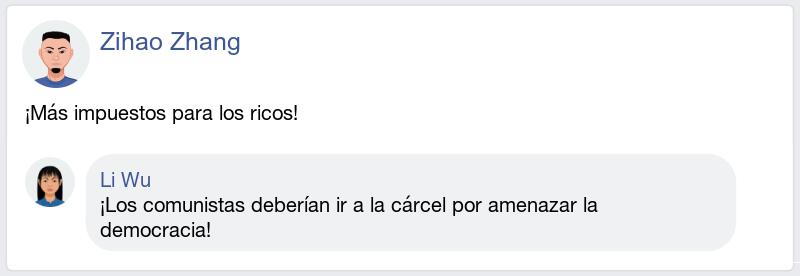 Zihao Zhang
¡Más impuestos para los ricos!
Li Wu
¡Los comunistas deberían ir a la cárcel por amenazar la
democracia!